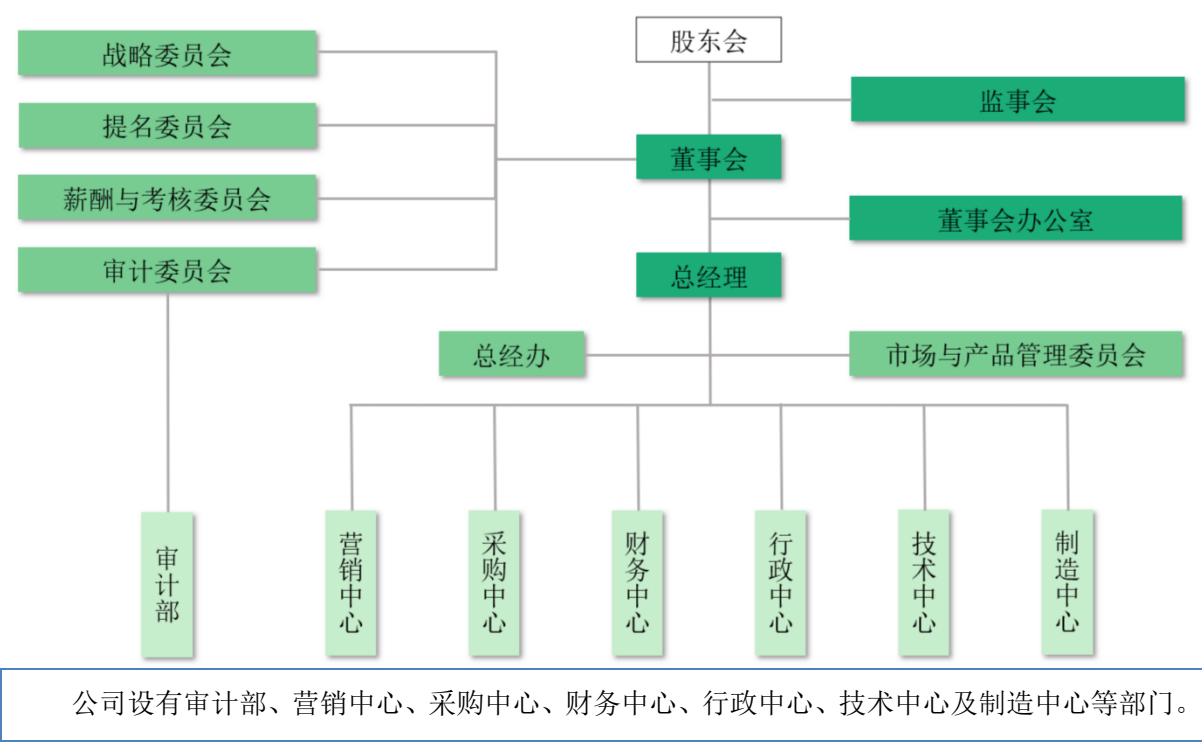 股东会
战略委员会
监事会
提名委员会
董事会
薪酬与考核委员会
董事会办公室
审计委员会
总经理
总经办
市场与产品管理委员会
审计部
营销中心
采购中心
财务中心
行政中心
技术中心
制造中心
公司设有审计部、营销中心、采购中心、财务中心、行政中心、技术中心及制造中心等部门。